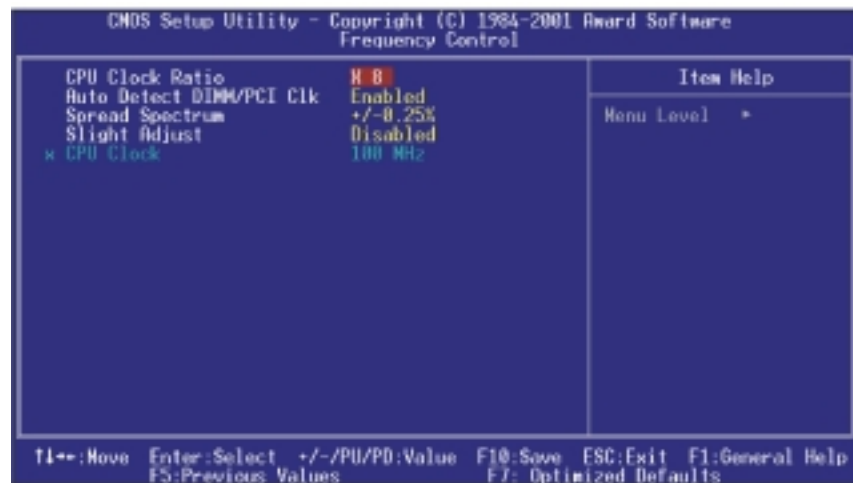 CMOS Setup Utility - Copyright (C) 1984-2001 Award Software
Frequency Control
CPU Clock Ratio X 8
Auto Detect DIMM/PCI Clk Enabled
Spread Spectrum +/-0.25%
Slight Adjust Disabled
x CPU Clock 100 MHz
Item Help
Menu Level ►
↑↓→←:Move Enter:Select +/-/PU/PD:Value F10:Save ESC:Exit F1:General Help
F5:Previous Values F7: Optimized Defaults